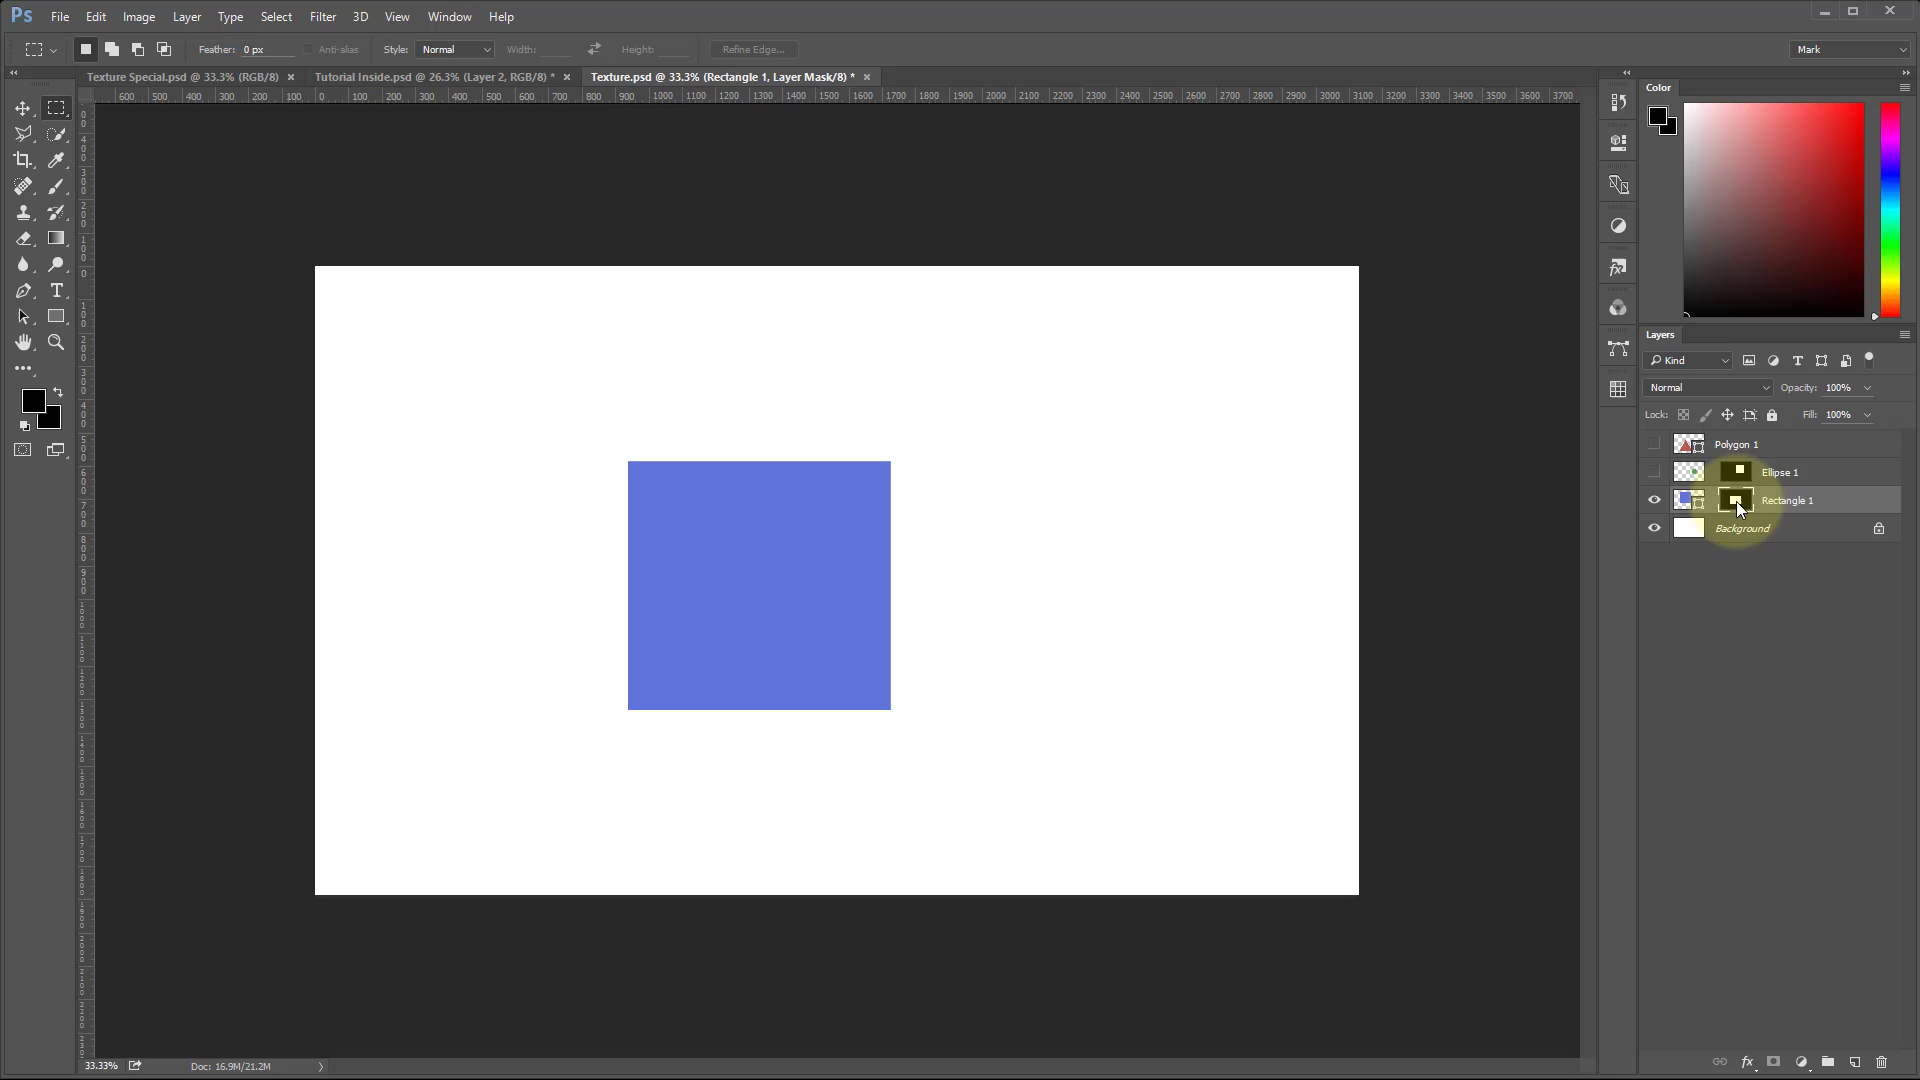 Ps File Edit Image Layer Type Select Filter 3D View Window Help
Feather: 0 px Anti-alias Style: Normal Width: Height: Refine Edge... Mark
Texture Special.psd @ 33.3% (RGB/8) × Tutorial Inside.psd @ 26.3% (Layer 2, RGB/8) * × Texture.psd @ 33.3% (Rectangle 1, Layer Mask/8) * ×
600 500 400 300 200 100 0 100 200 300 400 500 600 700 800 900 1000 1100 1200 1300 1400 1500 1600 1700 1800 1900 2000 2100 2200 2300 2400 2500 2600 2700 2800 2900 3000 3100 3200 3300 3400 3500 3600 3700
Color
Layers
Kind
Normal Opacity: 100%
Lock: Fill: 100%
Polygon 1
Ellipse 1
Rectangle 1
Background
fx
33.33% Doc: 16.9M/21.2M